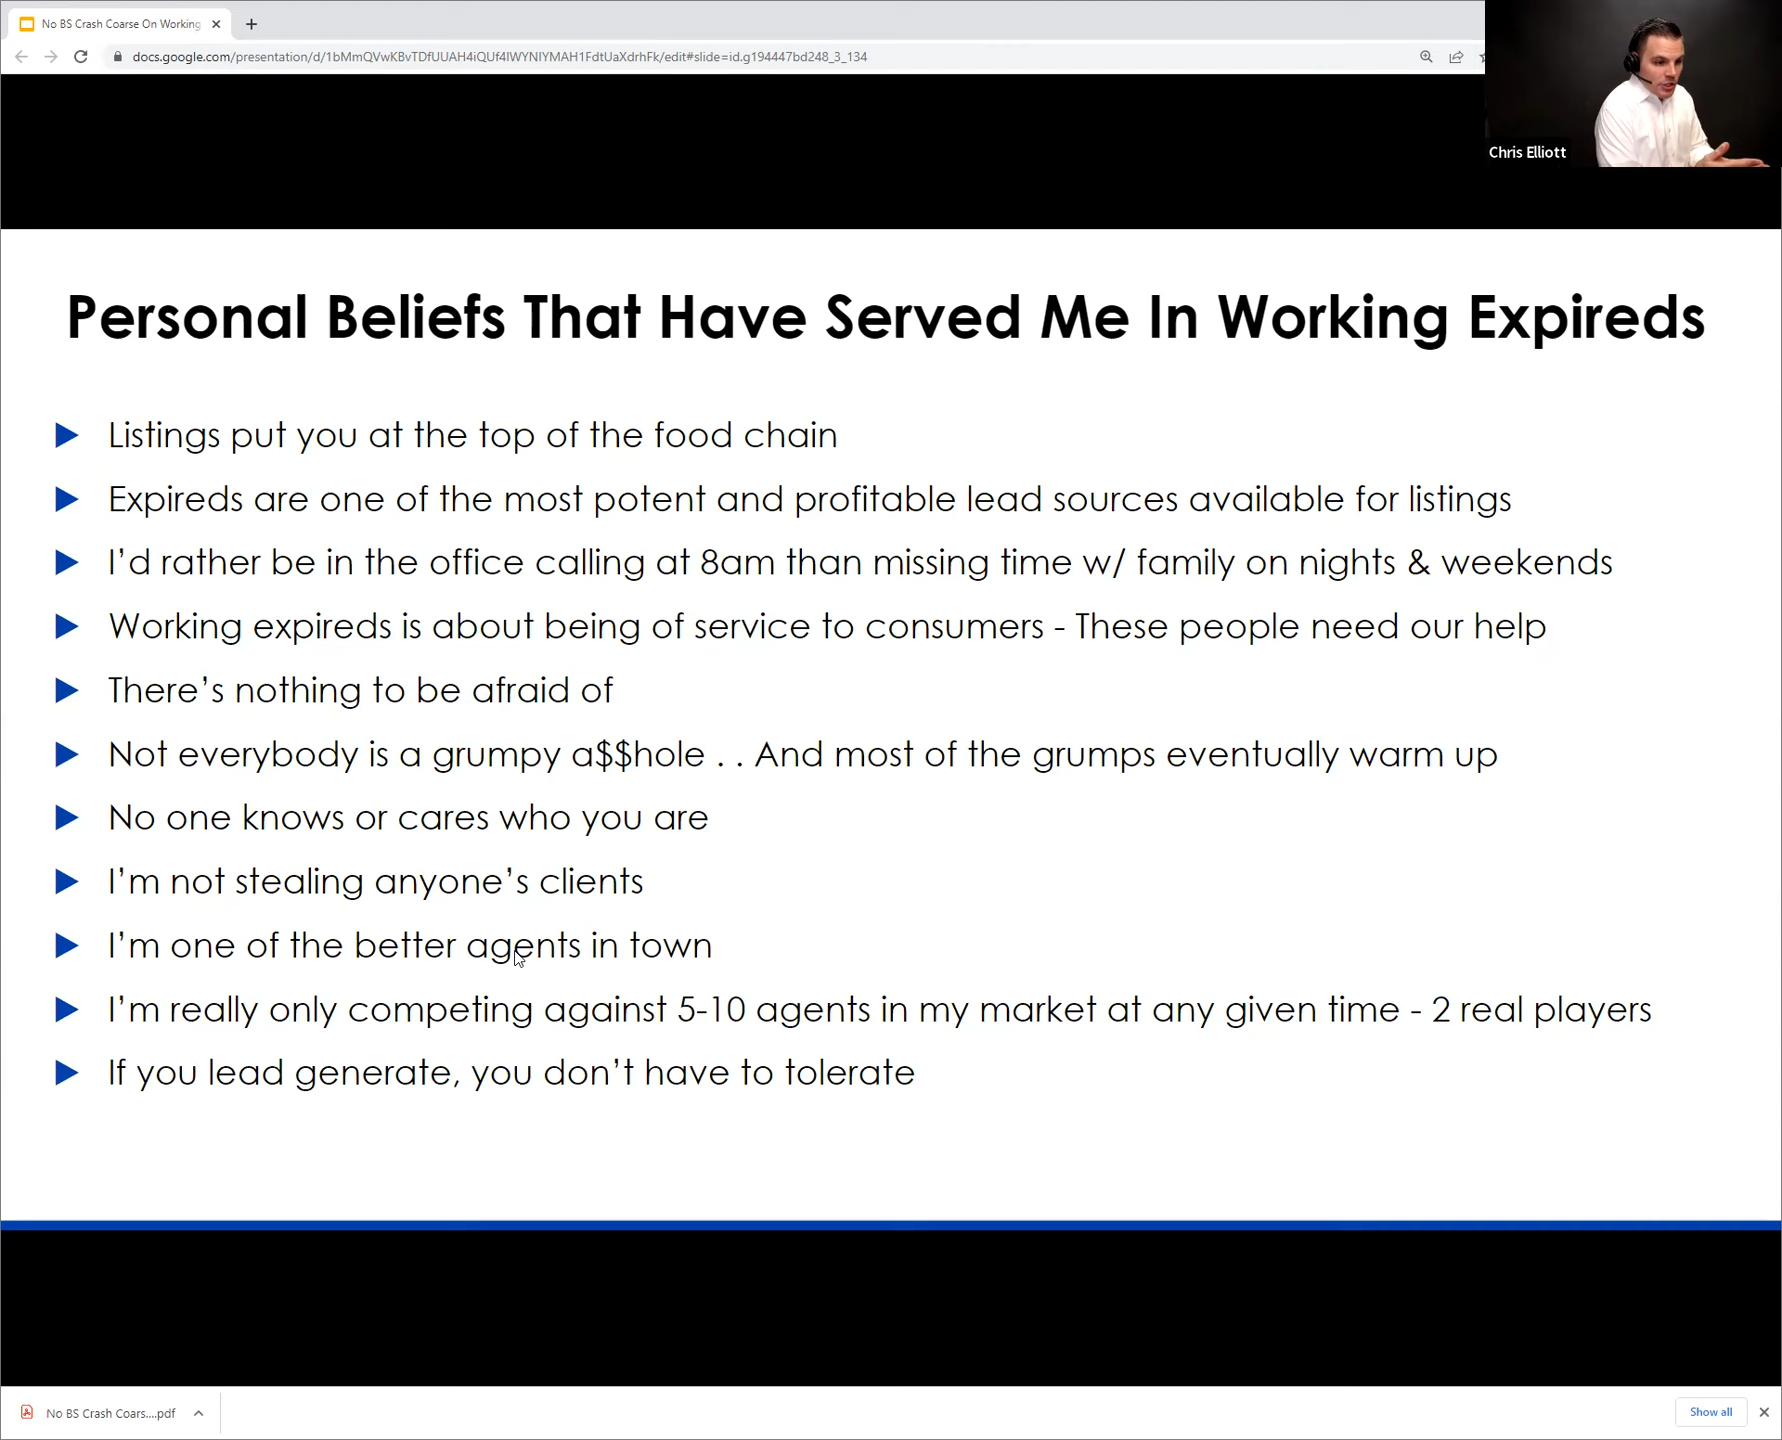 No BS Crash Coarse On Working
docs.google.com/presentation/d/1bMmQVwKBvTDfUUAH4iQUf4IWYNIYMAH1FdtUaXdrhFk/edit#slide=id.g194447bd248_3_134
Chris Elliott
Personal Beliefs That Have Served Me In Working Expireds
Listings put you at the top of the food chain
Expireds are one of the most potent and profitable lead sources available for listings
I’d rather be in the office calling at 8am than missing time w/ family on nights & weekends
Working expireds is about being of service to consumers - These people need our help
There’s nothing to be afraid of
Not everybody is a grumpy a$$hole . . And most of the grumps eventually warm up
No one knows or cares who you are
I’m not stealing anyone’s clients
I’m one of the better agents in town
I’m really only competing against 5-10 agents in my market at any given time - 2 real players
If you lead generate, you don’t have to tolerate
No BS Crash Coars....pdf
Show all